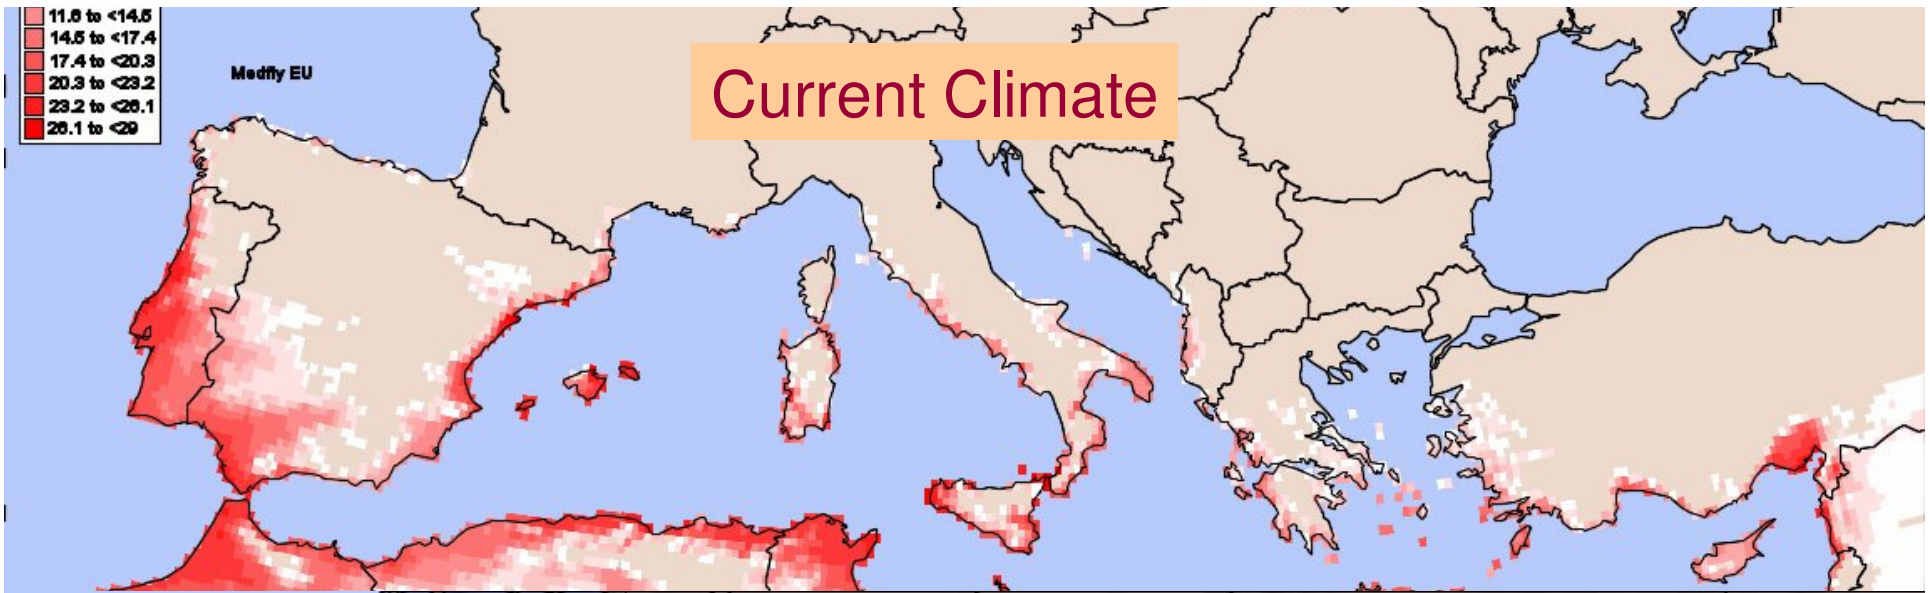 11.6 to <14.5
14.5 to <17.4
17.4 to <20.3
20.3 to <23.2
23.2 to <26.1
26.1 to <29
Medfly EU
Current Climate